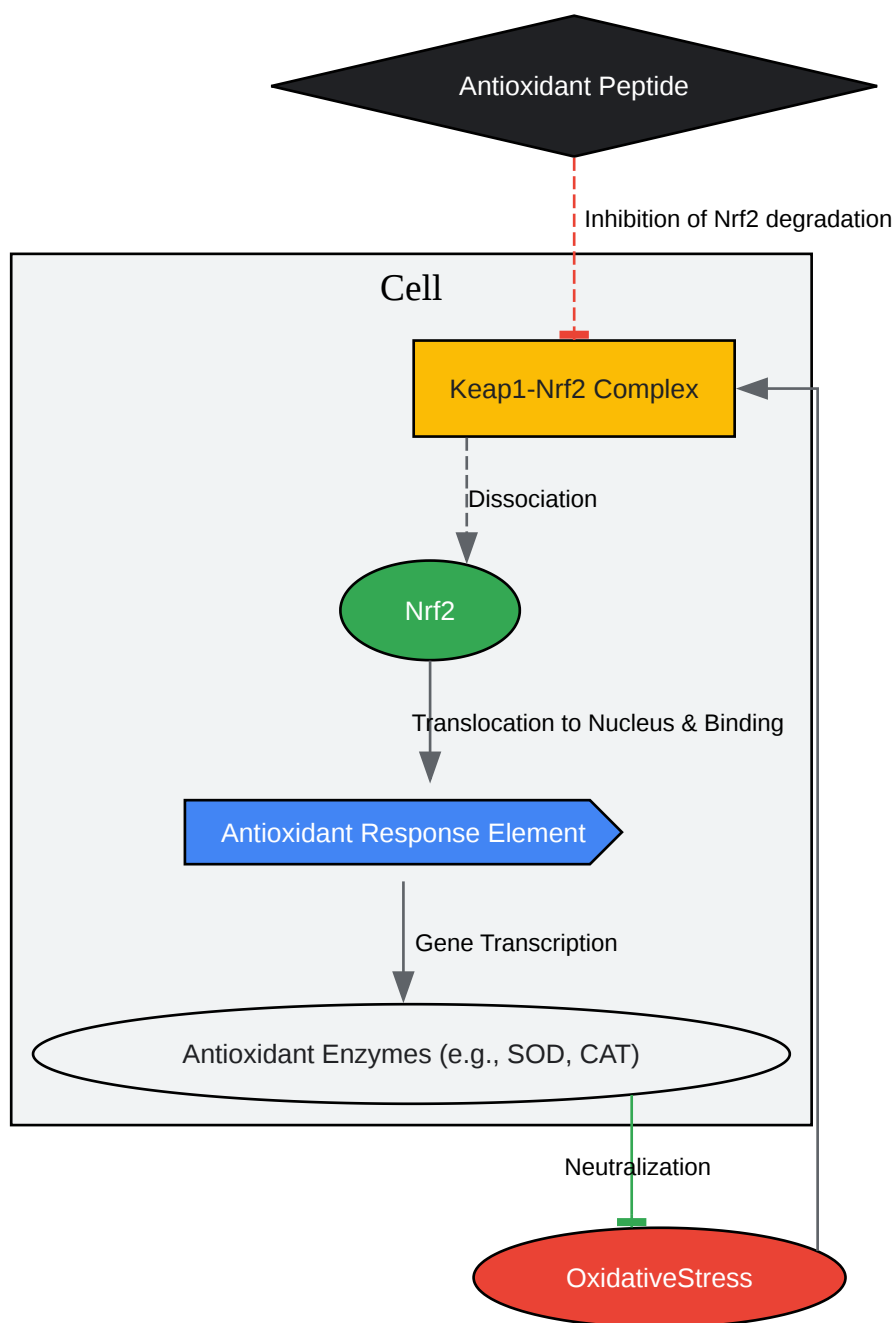 Antioxidant Peptide
Inhibition of Nrf2 degradation
Cell
Keap1-Nrf2 Complex
Dissociation
Nrf2
Translocation to Nucleus & Binding
Antioxidant Response Element
Gene Transcription
Antioxidant Enzymes (e.g., SOD, CAT)
Neutralization
OxidativeStress